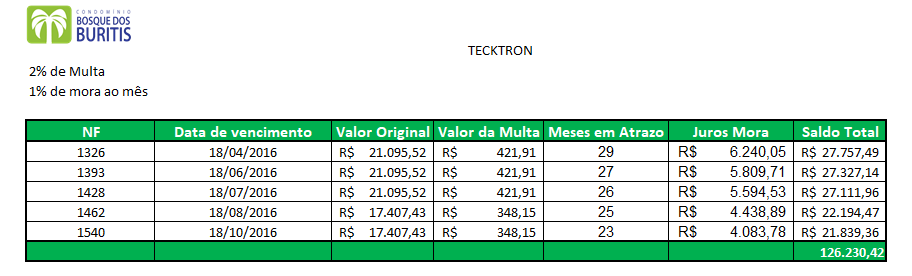 CONDOMÍNIO
BOSQUE DOS
BURITIS
TECKTRON
2% de Multa
1% de mora ao mês
NF Data de vencimento Valor Original Valor da Multa Meses em Atrazo Juros Mora Saldo Total
1326 18/04/2016 R$ 21.095,52 R$ 421,91 29 R$ 6.240,05 R$ 27.757,49
1393 18/06/2016 R$ 21.095,52 R$ 421,91 27 R$ 5.809,71 R$ 27.327,14
1428 18/07/2016 R$ 21.095,52 R$ 421,91 26 R$ 5.594,53 R$ 27.111,96
1462 18/08/2016 R$ 17.407,43 R$ 348,15 25 R$ 4.438,89 R$ 22.194,47
1540 18/10/2016 R$ 17.407,43 R$ 348,15 23 R$ 4.083,78 R$ 21.839,36
126.230,42